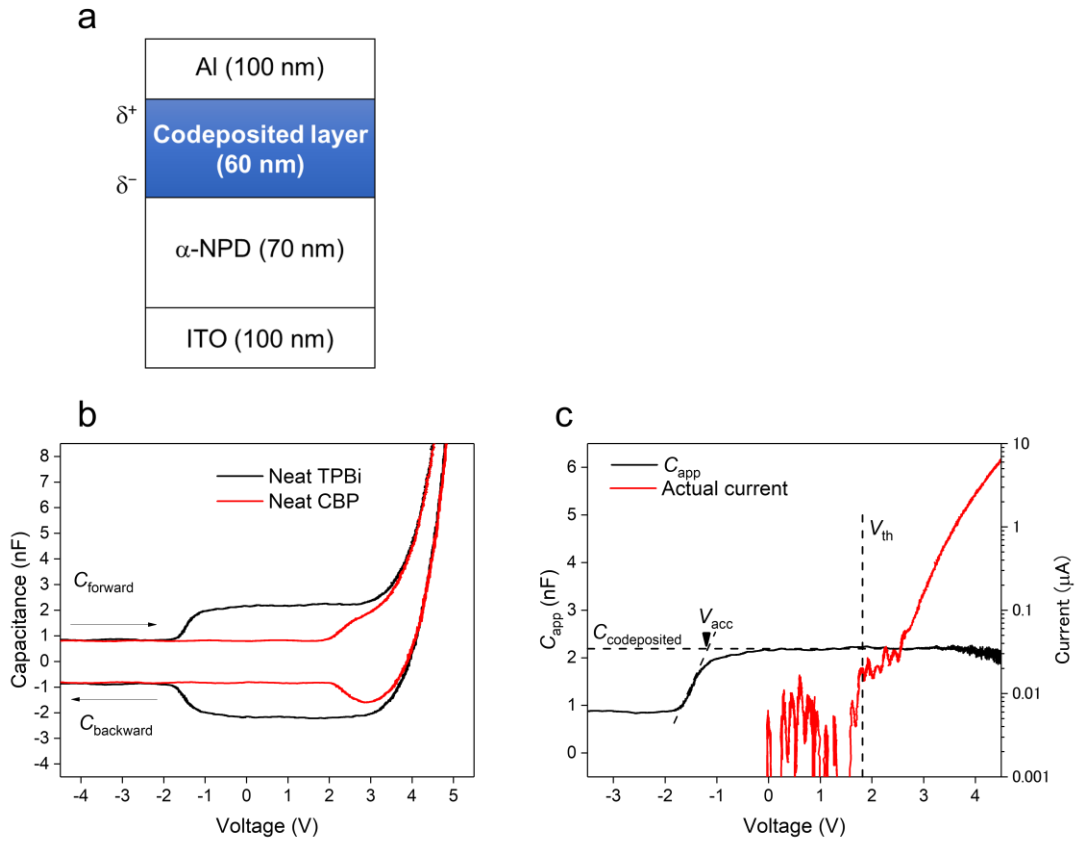 a
Al (100 nm)
δ+
Codeposited layer
(60 nm)
δ−
α-NPD (70 nm)
ITO (100 nm)
b
8
7
6
5
4
3
2
1
0
-1
-2
-3
-4
Capacitance (nF)
Neat TPBi
Neat CBP
Cforward
Cbackward
-4 -3 -2 -1 0 1 2 3 4 5
Voltage (V)
c
6
5
4
3
2
1
0
Capp (nF)
Capp
Actual current
Vth
Vacc
Ccodeposited
10
1
0.1
0.01
0.001
Current (μA)
-3 -2 -1 0 1 2 3 4
Voltage (V)